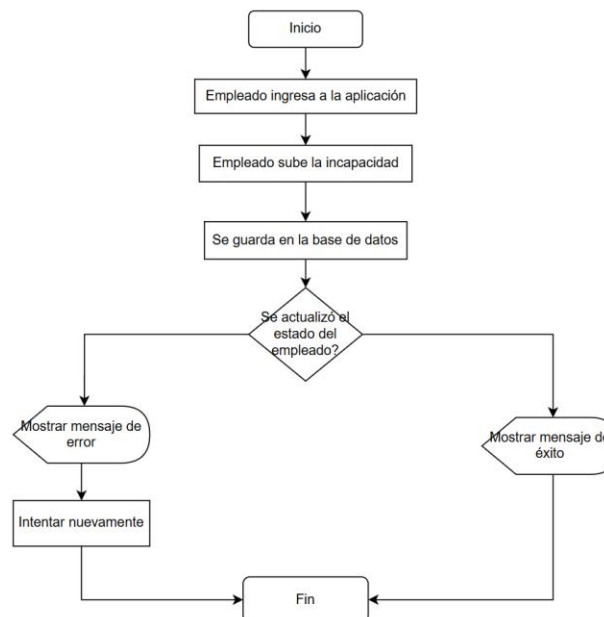 Inicio
Empleado ingresa a la aplicación
Empleado sube la incapacidad
Se guarda en la base de datos
Se actualizó el
estado del
empleado?
Mostrar mensaje de
error
Mostrar mensaje de
éxito
Intentar nuevamente
Fin